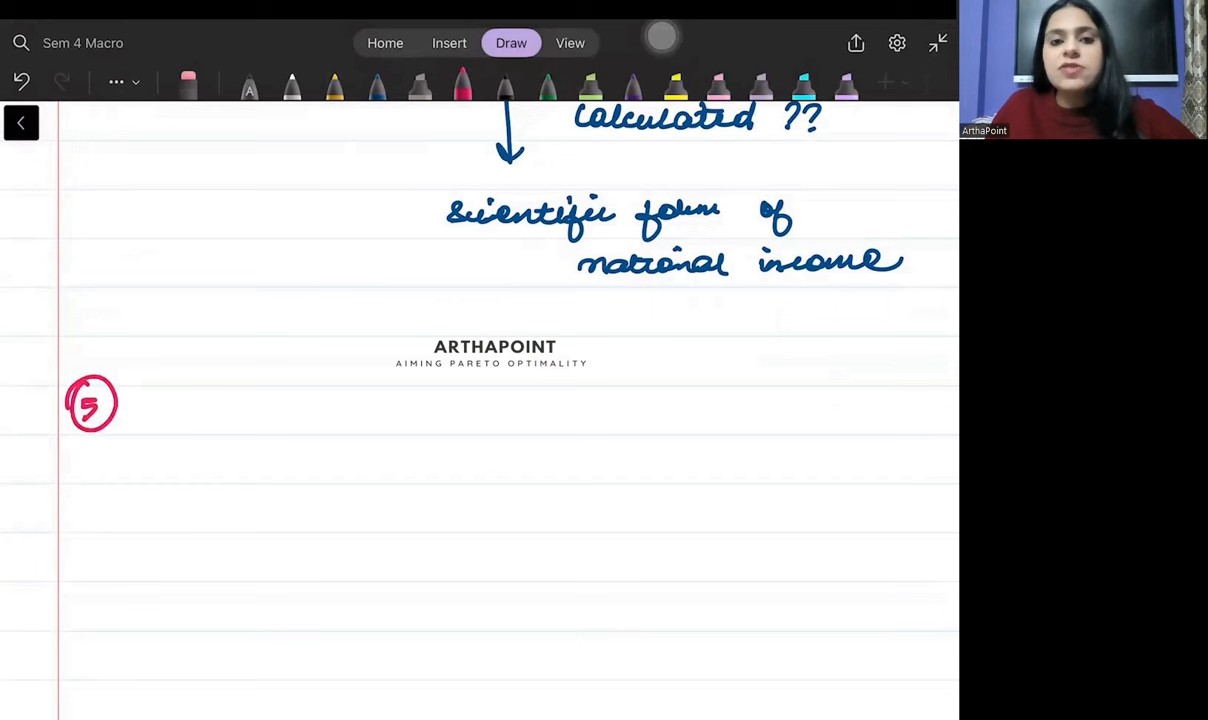 Sem 4 Macro
Home Insert Draw View
A
calculated ??
Scientific form of
national income
ARTHAPOINT
AIMING PARETO OPTIMALITY
5
ArthaPoint